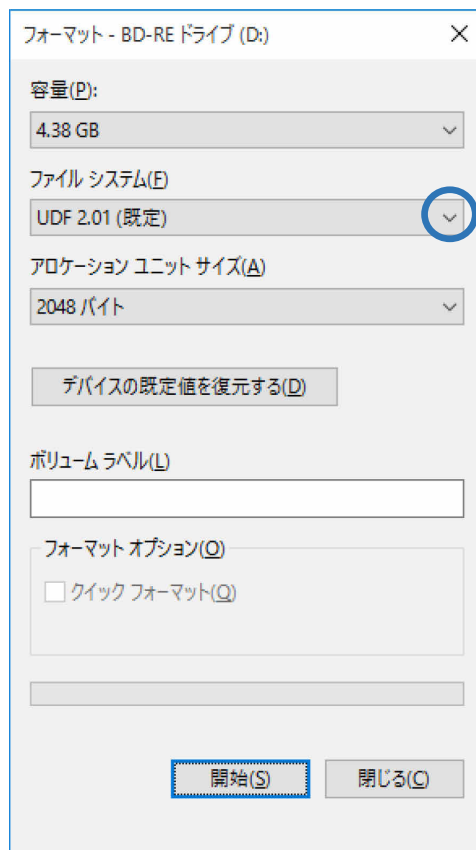 フォーマット - BD-RE ドライブ (D:)
容量(P):
4.38 GB
ファイル システム(F)
UDF 2.01 (既定)
アロケーション ユニット サイズ(A)
2048 バイト
デバイスの既定値を復元する(D)
ボリューム ラベル(L)
フォーマット オプション(O)
クイック フォーマット(Q)
開始(S)
閉じる(C)